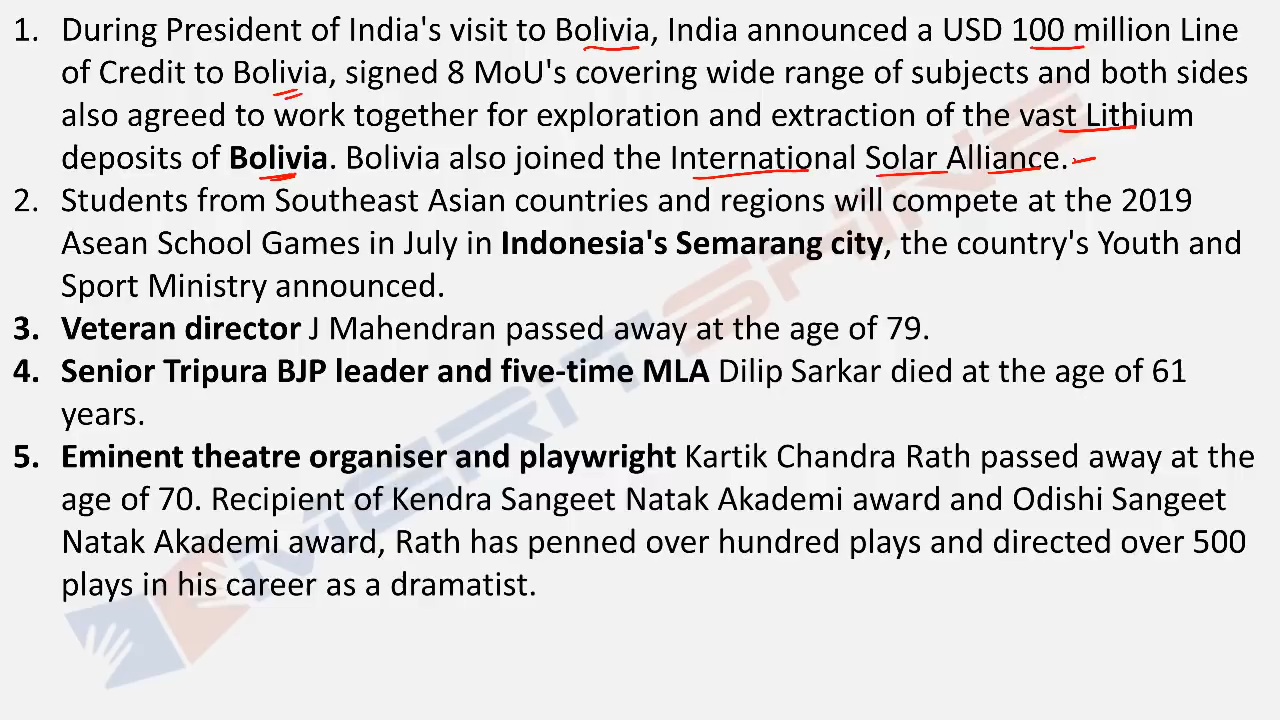 1. During President of India's visit to Bolivia, India announced a USD 100 million Line
of Credit to Bolivia, signed 8 MoU's covering wide range of subjects and both sides
also agreed to work together for exploration and extraction of the vast Lithium
deposits of Bolivia. Bolivia also joined the International Solar Alliance.
2. Students from Southeast Asian countries and regions will compete at the 2019
Asean School Games in July in Indonesia's Semarang city, the country's Youth and
Sport Ministry announced.
3. Veteran director J Mahendran passed away at the age of 79.
4. Senior Tripura BJP leader and five-time MLA Dilip Sarkar died at the age of 61
years.
5. Eminent theatre organiser and playwright Kartik Chandra Rath passed away at the
age of 70. Recipient of Kendra Sangeet Natak Akademi award and Odishi Sangeet
Natak Akademi award, Rath has penned over hundred plays and directed over 500
plays in his career as a dramatist.
MERITSPINE